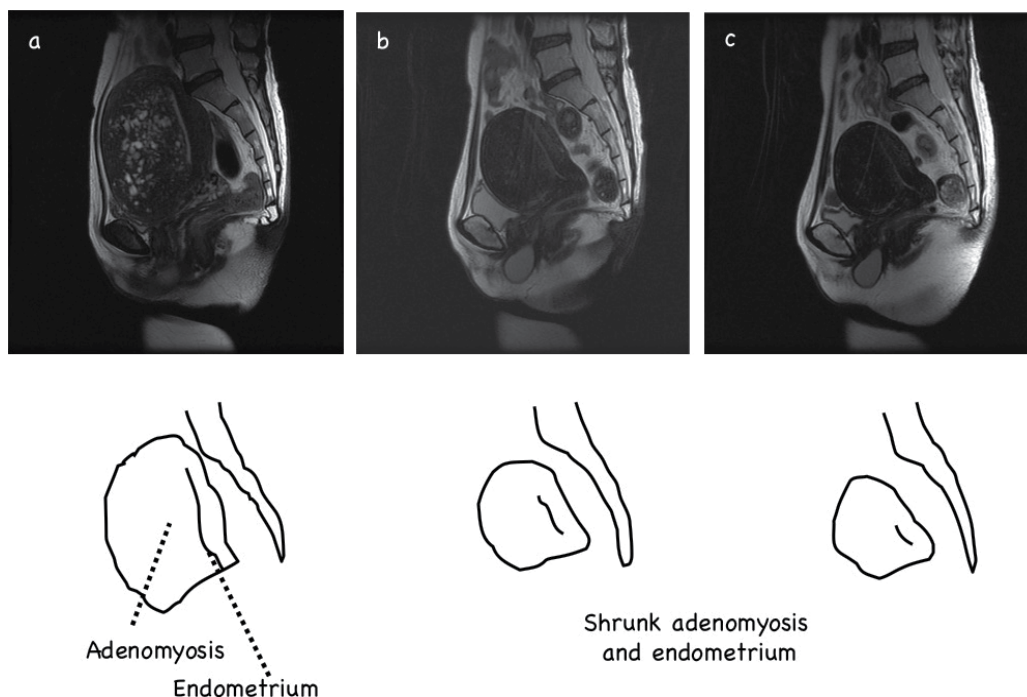 a
b
c
Adenomyosis
Endometrium
Shrunk adenomyosis
and endometrium